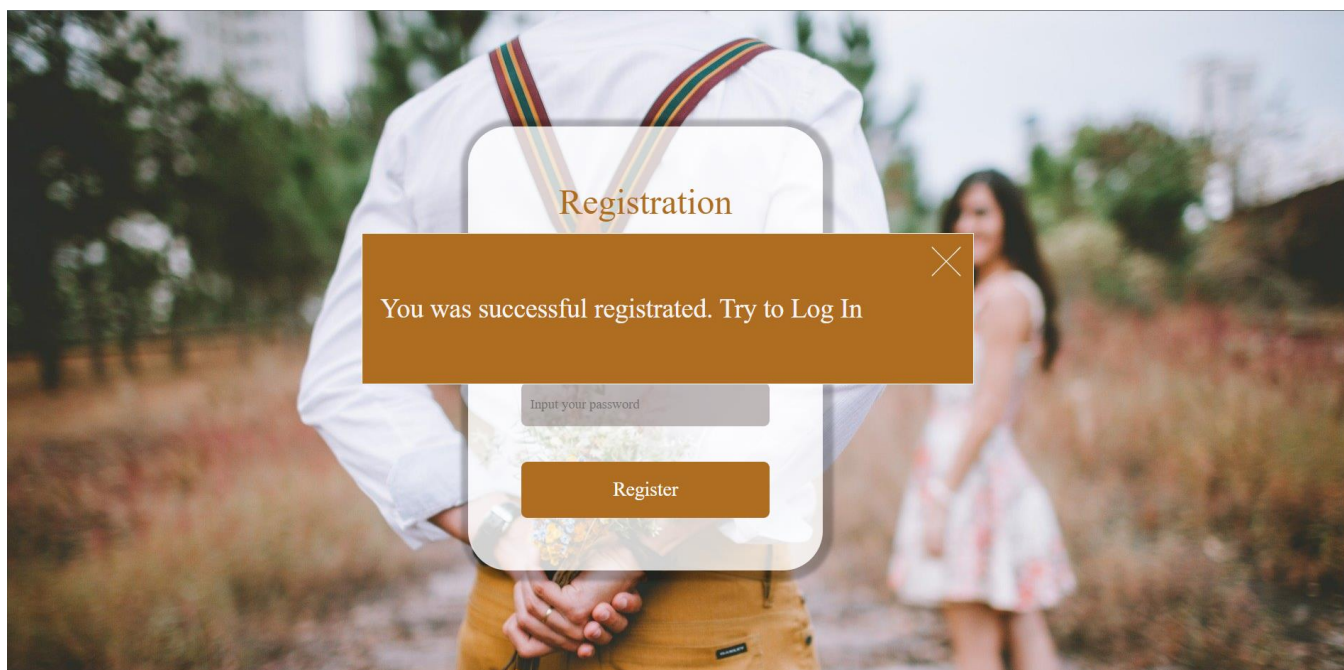 Registration
You was successful registrated. Try to Log In
Input your password
Register